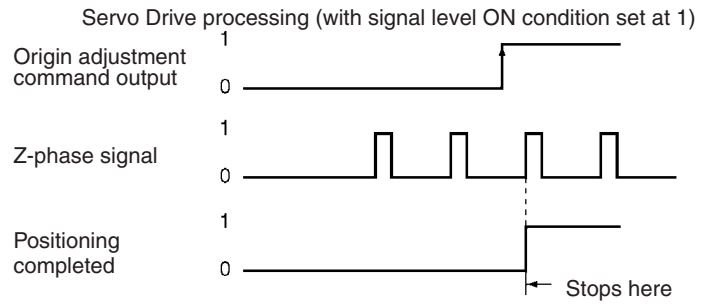 Servo Drive processing (with signal level ON condition set at 1)
1
Origin adjustment
command output
0
1
Z-phase signal
0
1
Positioning
completed
0
Stops here